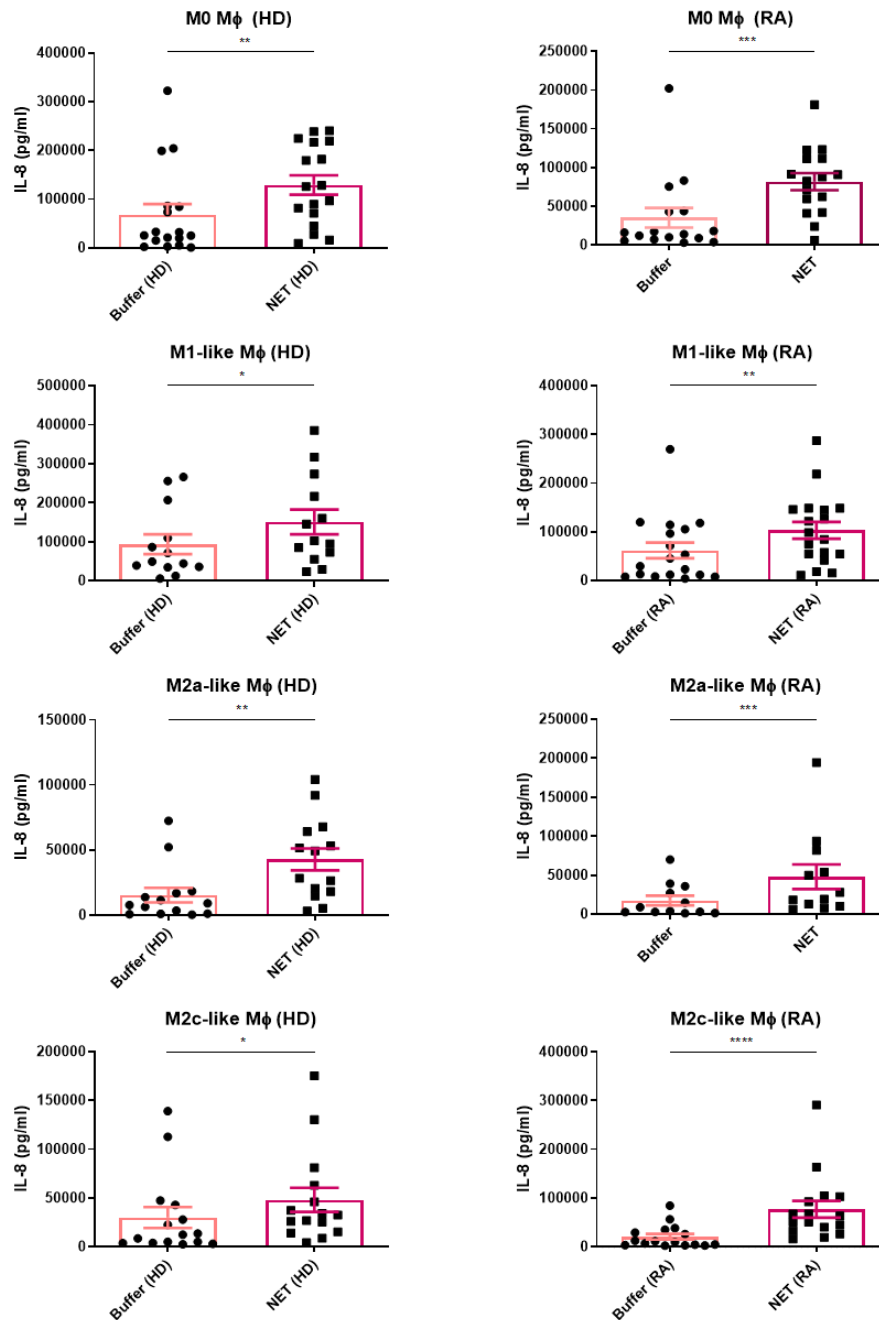 M0 Mϕ (HD)
**
IL-8 (pg/ml)
400000
300000
200000
100000
0
Buffer (HD)
NET (HD)
M0 Mϕ (RA)
***
IL-8 (pg/ml)
250000
200000
150000
100000
50000
0
Buffer
NET
M1-like Mϕ (HD)
*
IL-8 (pg/ml)
500000
400000
300000
200000
100000
0
Buffer (HD)
NET (HD)
M1-like Mϕ (RA)
**
IL-8 (pg/ml)
400000
300000
200000
100000
0
Buffer (RA)
NET (RA)
M2a-like Mϕ (HD)
**
IL-8 (pg/ml)
150000
100000
50000
0
Buffer (HD)
NET (HD)
M2a-like Mϕ (RA)
***
IL-8 (pg/ml)
250000
200000
150000
100000
50000
0
Buffer
NET
M2c-like Mϕ (HD)
*
IL-8 (pg/ml)
200000
150000
100000
50000
0
Buffer (HD)
NET (HD)
M2c-like Mϕ (RA)
****
IL-8 (pg/ml)
400000
300000
200000
100000
0
Buffer (RA)
NET (RA)